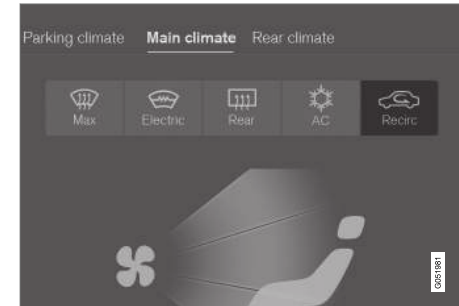 Parking climate Main climate Rear climate
Max Electric Rear AC Recirc
G051981